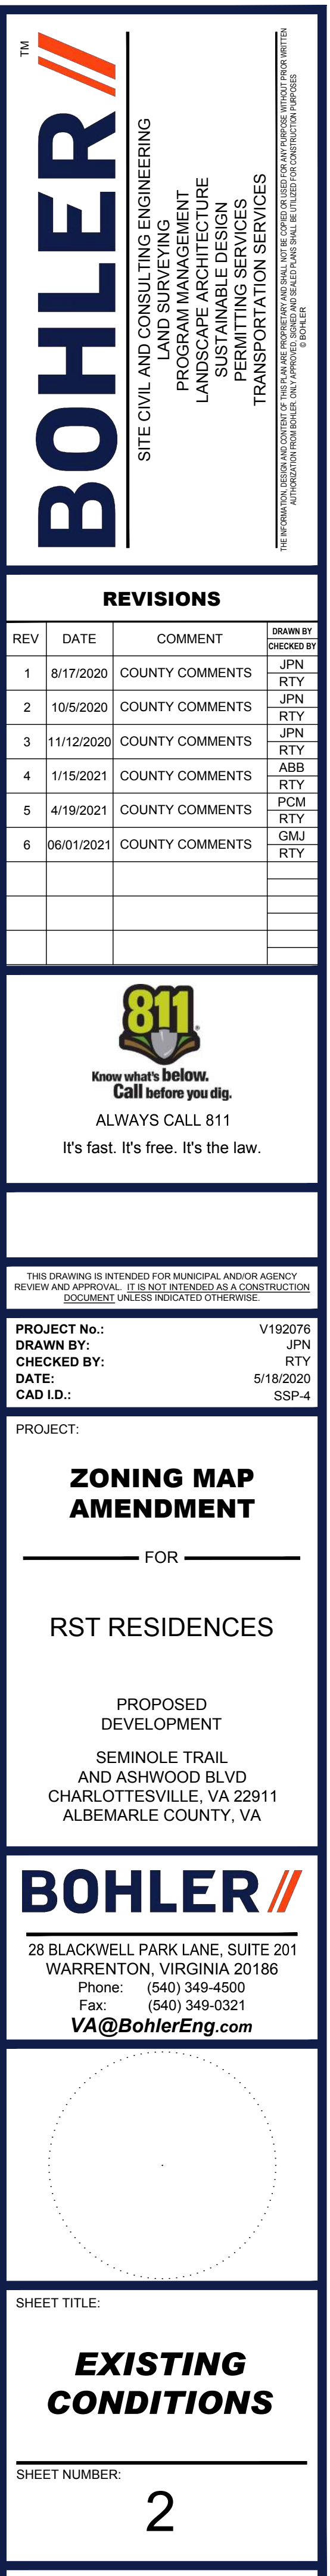 BOHLER //
TM
SITE CIVIL AND CONSULTING ENGINEERING
LAND SURVEYING
PROGRAM MANAGEMENT
LANDSCAPE ARCHITECTURE
SUSTAINABLE DESIGN
PERMITTING SERVICES
TRANSPORTATION SERVICES
THE INFORMATION, DESIGN AND CONTENT OF THIS PLAN ARE PROPRIETARY AND SHALL NOT BE COPIED OR USED FOR ANY PURPOSE WITHOUT PRIOR WRITTEN
AUTHORIZATION FROM BOHLER. ONLY APPROVED, SIGNED AND SEALED PLANS SHALL BE UTILIZED FOR CONSTRUCTION PURPOSES
© BOHLER
REVISIONS
REV DATE COMMENT DRAWN BY
CHECKED BY
1 8/17/2020 COUNTY COMMENTS JPN
RTY
2 10/5/2020 COUNTY COMMENTS JPN
RTY
3 11/12/2020 COUNTY COMMENTS JPN
RTY
4 1/15/2021 COUNTY COMMENTS ABB
RTY
5 4/19/2021 COUNTY COMMENTS PCM
RTY
6 06/01/2021 COUNTY COMMENTS GMJ
RTY
811®
Know what's below.
Call before you dig.
ALWAYS CALL 811
It's fast. It's free. It's the law.
THIS DRAWING IS INTENDED FOR MUNICIPAL AND/OR AGENCY
REVIEW AND APPROVAL. IT IS NOT INTENDED AS A CONSTRUCTION
DOCUMENT UNLESS INDICATED OTHERWISE.
PROJECT No.: V192076
DRAWN BY: JPN
CHECKED BY: RTY
DATE: 5/18/2020
CAD I.D.: SSP-4
PROJECT:
ZONING MAP
AMENDMENT
FOR
RST RESIDENCES
PROPOSED
DEVELOPMENT
SEMINOLE TRAIL
AND ASHWOOD BLVD
CHARLOTTESVILLE, VA 22911
ALBEMARLE COUNTY, VA
BOHLER //
28 BLACKWELL PARK LANE, SUITE 201
WARRENTON, VIRGINIA 20186
Phone: (540) 349-4500
Fax: (540) 349-0321
VA@BohlerEng.com
SHEET TITLE:
EXISTING
CONDITIONS
SHEET NUMBER:
2